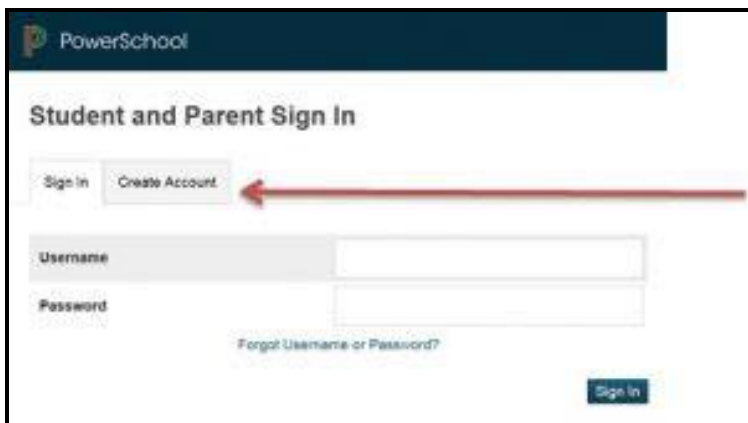 PowerSchool
Student and Parent Sign In
Sign In Create Account
Username
Password
Forgot Username or Password?
Sign In